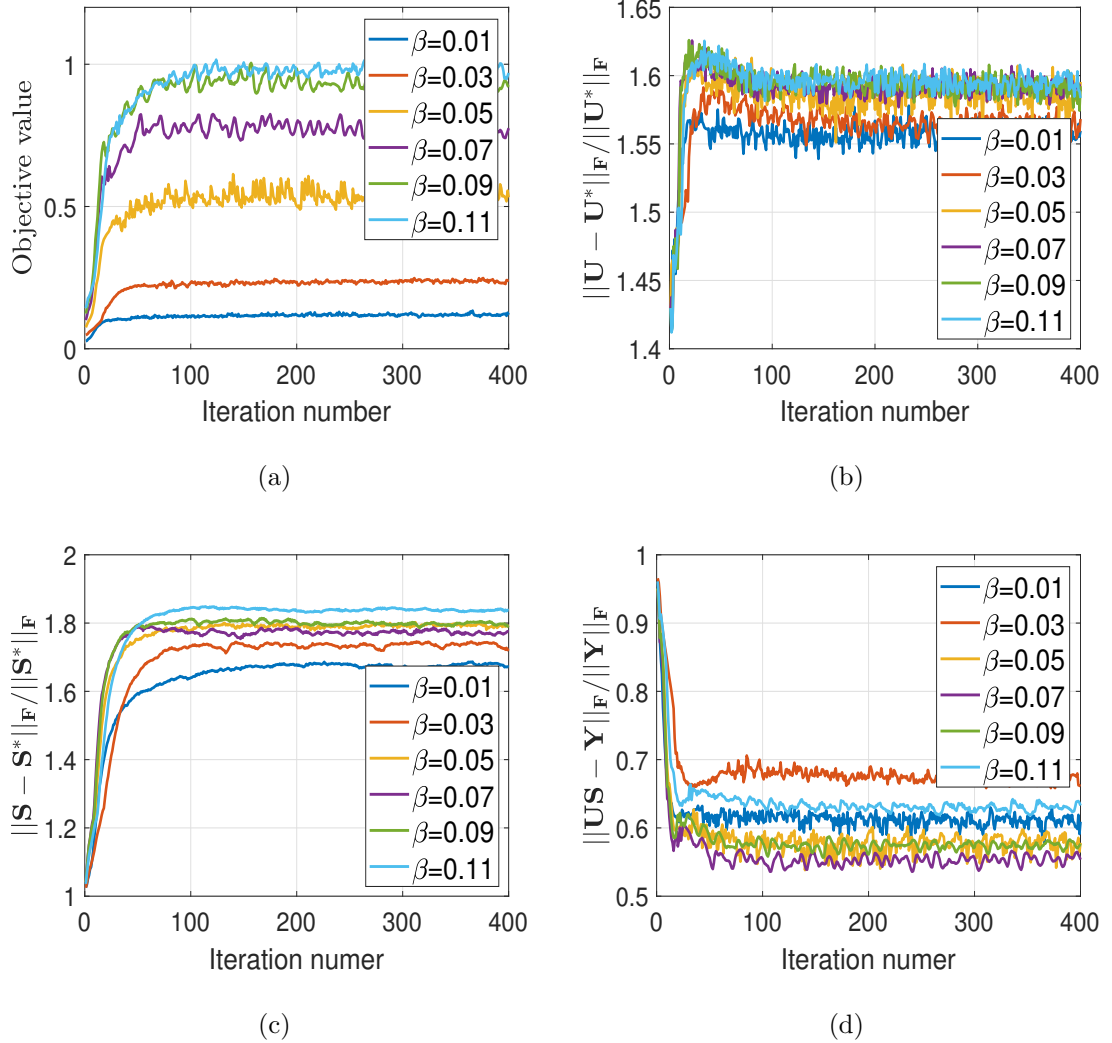 Objective value
1
0.5
0
0
100
200
300
400
Iteration number
β=0.01
β=0.03
β=0.05
β=0.07
β=0.09
β=0.11
(a)
||U − U*||F/||U*||F
1.65
1.6
1.55
1.5
1.45
1.4
0
100
200
300
400
Iteration number
β=0.01
β=0.03
β=0.05
β=0.07
β=0.09
β=0.11
(b)
||S − S*||F/||S*||F
2
1.8
1.6
1.4
1.2
1
0
100
200
300
400
Iteration numer
β=0.01
β=0.03
β=0.05
β=0.07
β=0.09
β=0.11
(c)
||US − Y||F/||Y||F
1
0.9
0.8
0.7
0.6
0.5
0
100
200
300
400
Iteration numer
β=0.01
β=0.03
β=0.05
β=0.07
β=0.09
β=0.11
(d)